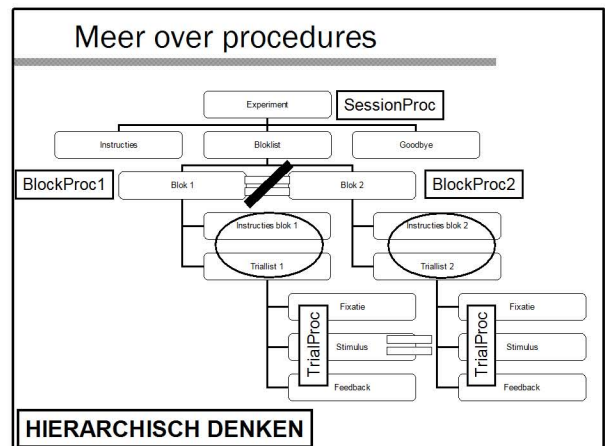 Meer over procedures
Experiment
SessionProc
Instructies
Bloklist
Goodbye
BlockProc1
Blok 1
Blok 2
BlockProc2
Instructies blok 1
Instructies blok 2
Triallist 1
Triallist 2
Fixatie
Fixatie
TrialProc
Stimulus
TrialProc
Stimulus
Feedback
Feedback
HIERARCHISCH DENKEN